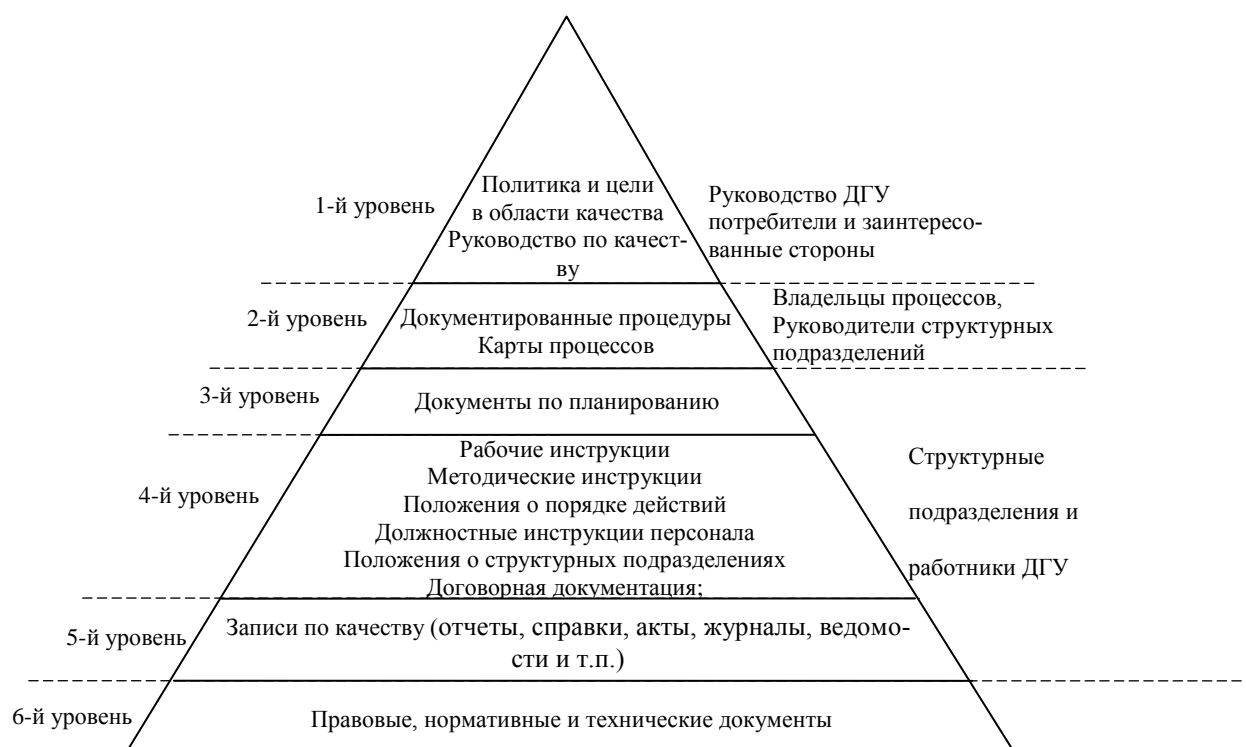 1-й уровень
Политика и цели
в области качества
Руководство по качест-
ву
Руководство ДГУ
потребители и заинтересо-
ванные стороны
2-й уровень
Документированные процедуры
Карты процессов
Владельцы процессов,
Руководители структурных
подразделений
3-й уровень
Документы по планированию
4-й уровень
Рабочие инструкции
Методические инструкции
Положения о порядке действий
Должностные инструкции персонала
Положения о структурных подразделениях
Договорная документация;
Структурные
подразделения и
работники ДГУ
5-й уровень
Записи по качеству (отчеты, справки, акты, журналы, ведомо-
сти и т.п.)
6-й уровень
Правовые, нормативные и технические документы